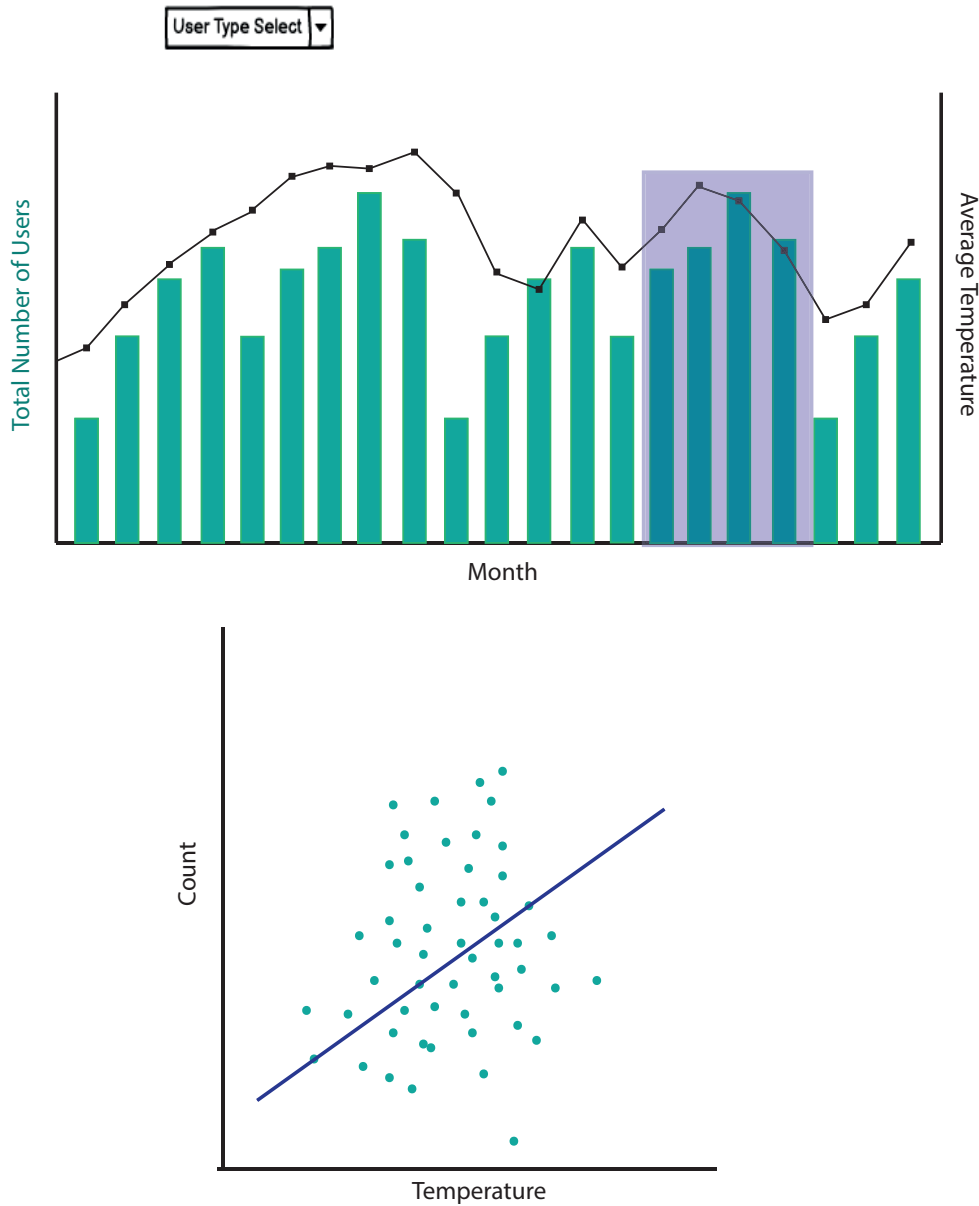 User Type Select
Total Number of Users
Average Temperature
Month
Count
Temperature